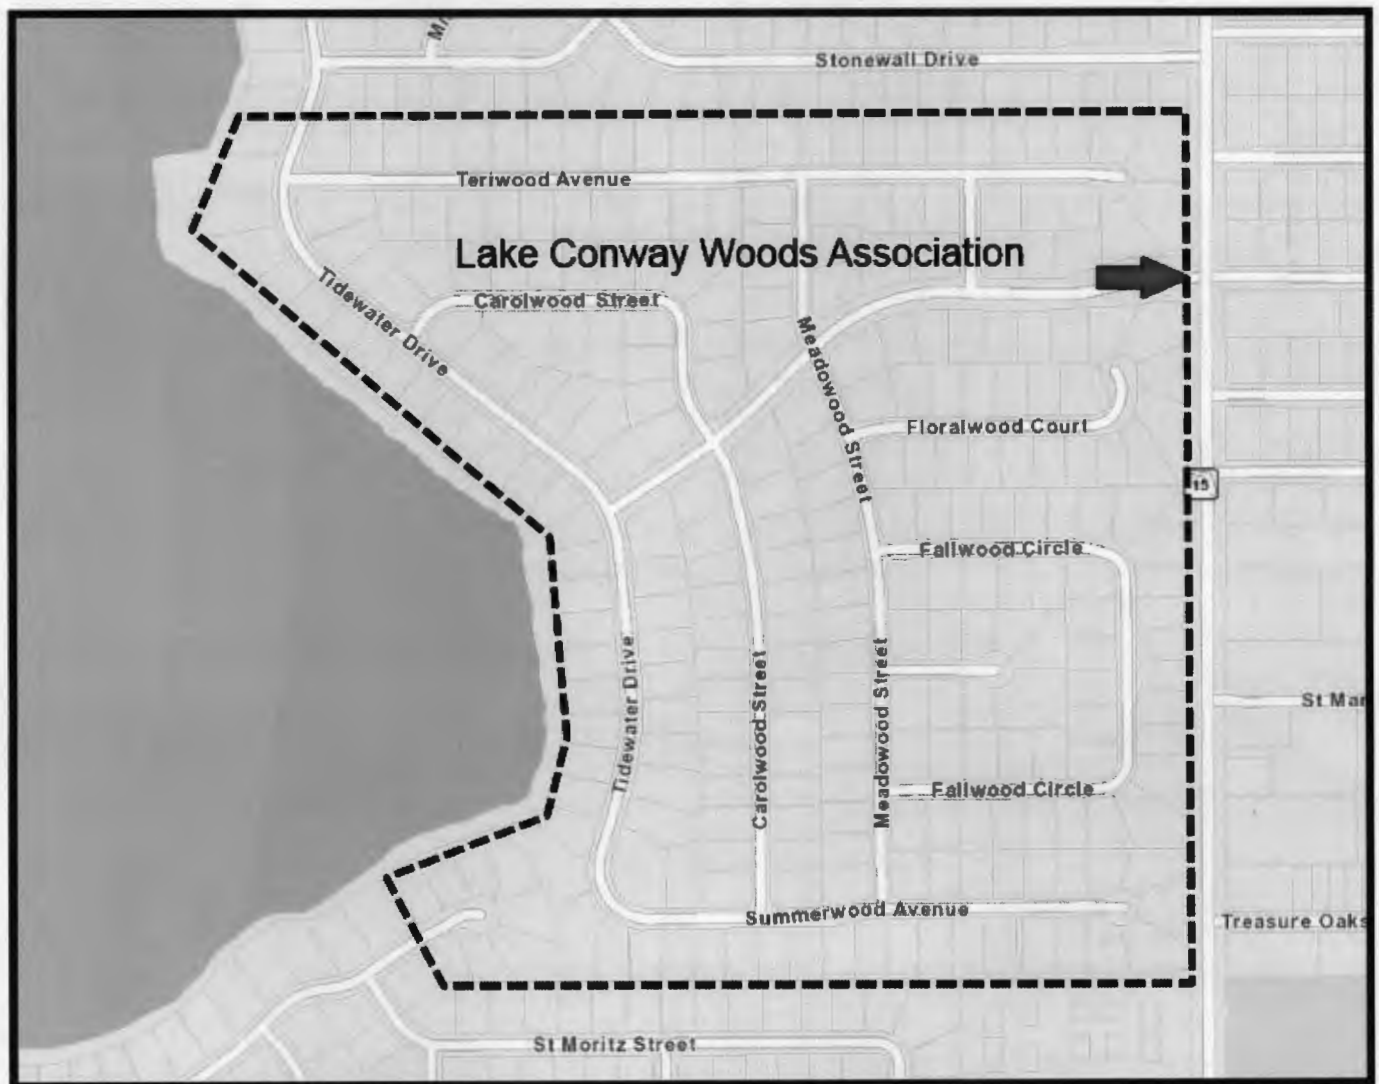 Stonewall Drive
Teriwood Avenue
Lake Conway Woods Association
Tidewater Drive
Carolwood Street
Meadowood Street
Floralwood Court
15
Fallwood Circle
Tidewater Drive
Carolwood Street
Meadowood Street
St Mar
Fallwood Circle
Summerwood Avenue
Treasure Oaks
St Moritz Street